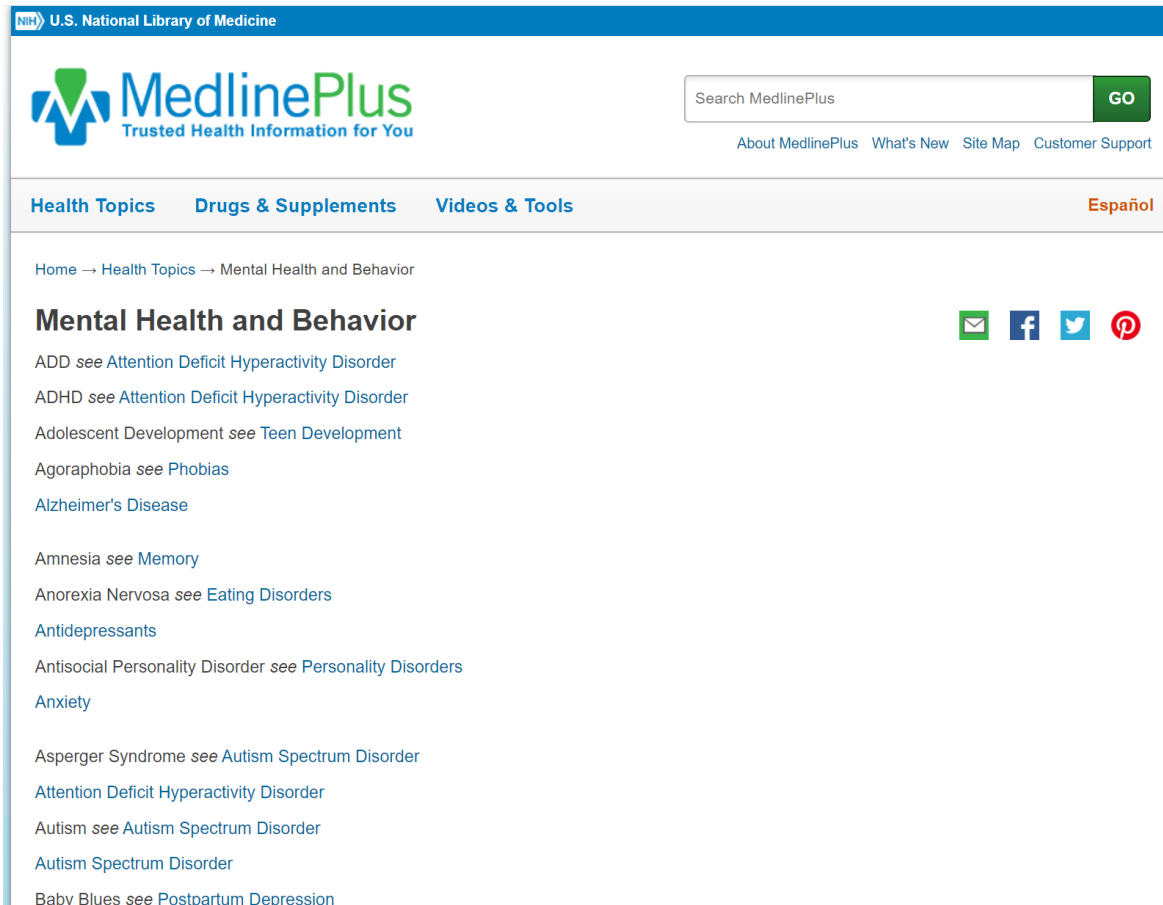 NIH U.S. National Library of Medicine
MedlinePlus
Trusted Health Information for You
Search MedlinePlus GO
About MedlinePlus What's New Site Map Customer Support
Health Topics Drugs & Supplements Videos & Tools Español
Home → Health Topics → Mental Health and Behavior
Mental Health and Behavior
ADD see Attention Deficit Hyperactivity Disorder
ADHD see Attention Deficit Hyperactivity Disorder
Adolescent Development see Teen Development
Agoraphobia see Phobias
Alzheimer's Disease
Amnesia see Memory
Anorexia Nervosa see Eating Disorders
Antidepressants
Antisocial Personality Disorder see Personality Disorders
Anxiety
Asperger Syndrome see Autism Spectrum Disorder
Attention Deficit Hyperactivity Disorder
Autism see Autism Spectrum Disorder
Autism Spectrum Disorder
Baby Blues see Postpartum Depression